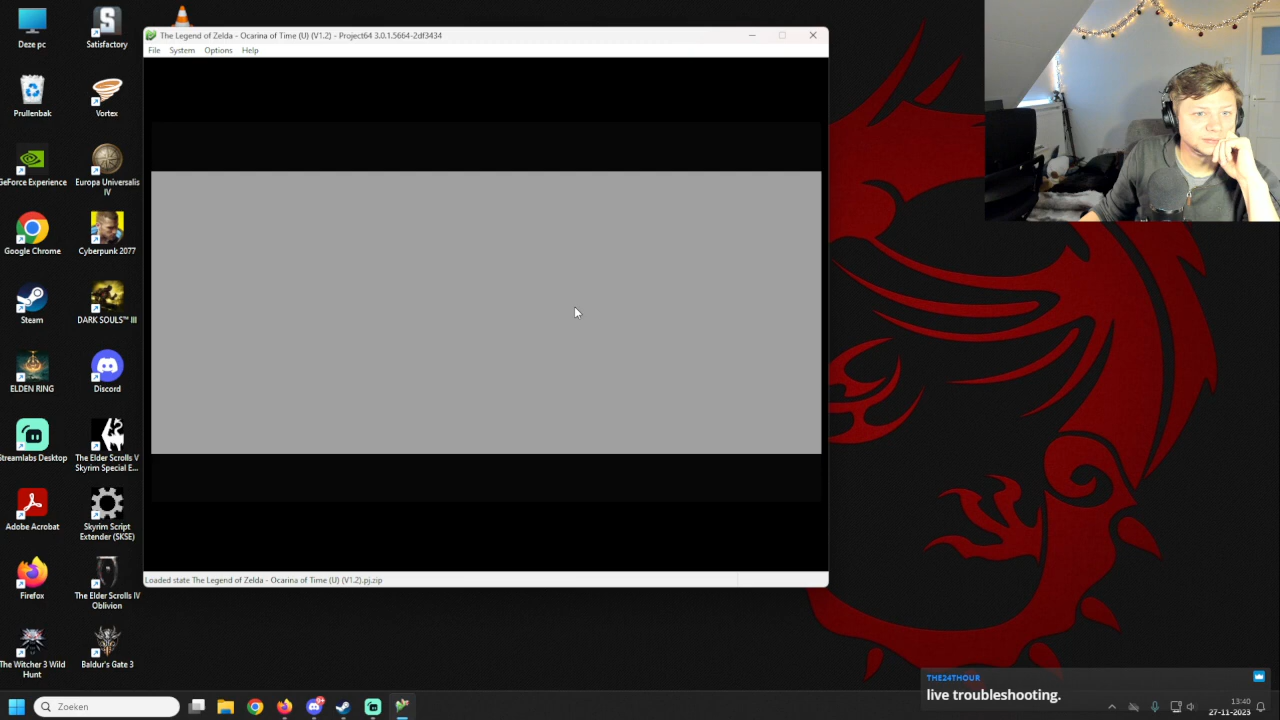 The Legend of Zelda - Ocarina of Time (U) (V1.2) - Project64 3.0.1.5664-2df3434
File System Options Help
Loaded state The Legend of Zelda - Ocarina of Time (U) (V1.2).pj.zip
Deze pc
Satisfactory
Prullenbak
Vortex
GeForce Experience
Europa Universalis
IV
Google Chrome
Cyberpunk 2077
Steam
DARK SOULS™ III
ELDEN RING
Discord
Streamlabs Desktop
The Elder Scrolls V
Skyrim Special E...
Adobe Acrobat
Skyrim Script
Extender (SKSE)
Firefox
The Elder Scrolls IV
Oblivion
The Witcher 3 Wild
Hunt
Baldur's Gate 3
THE24THOUR
live troubleshooting.
Zoeken
13:40
27-11-2023